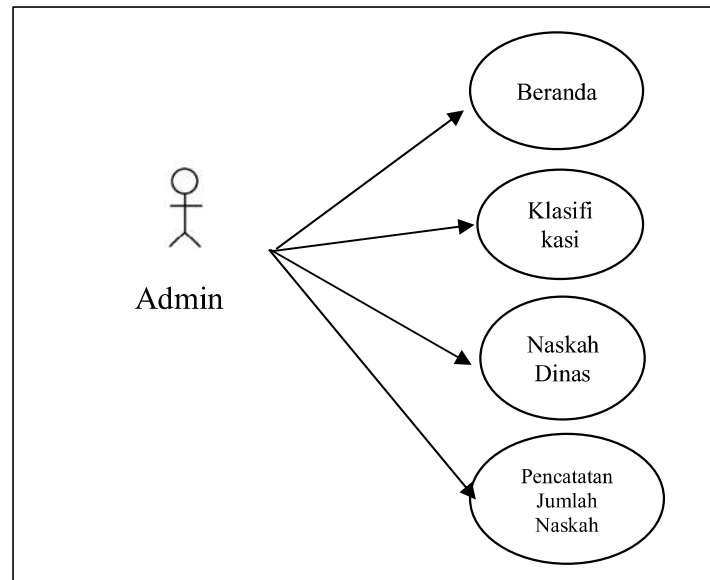 Beranda
Klasifi
kasi
Admin
Naskah
Dinas
Pencatatan
Jumlah
Naskah